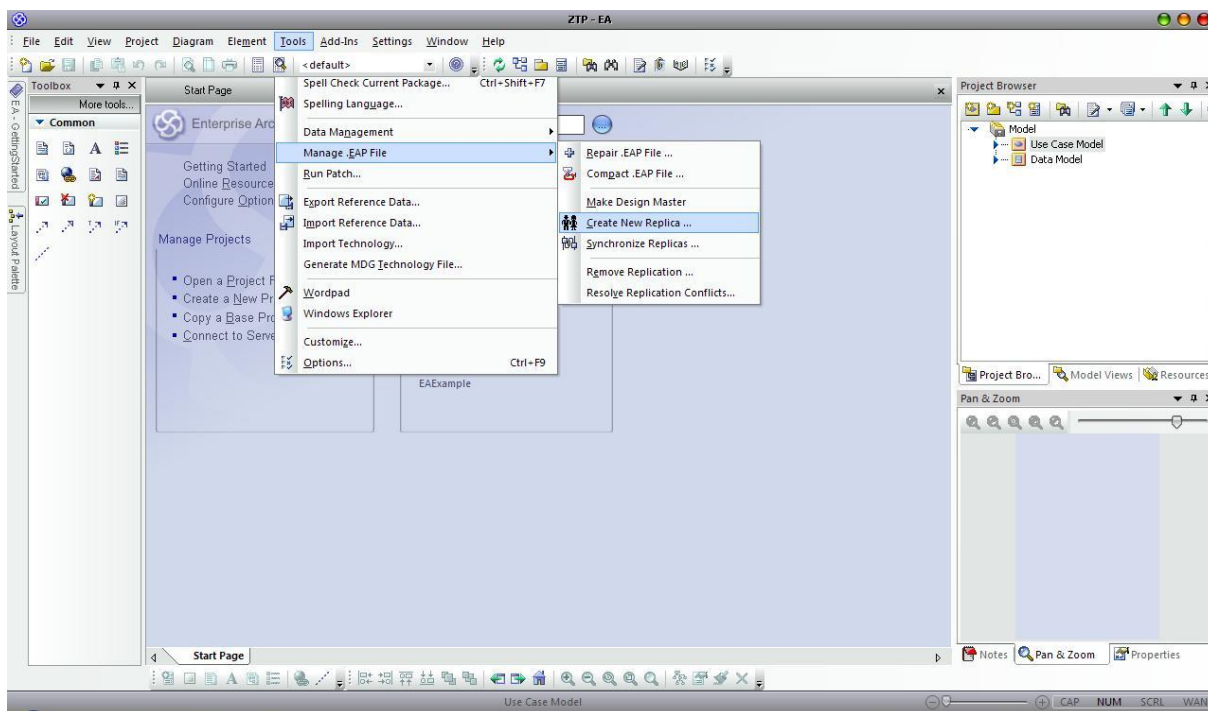 ZTP - EA
File Edit View Project Diagram Element Tools Add-Ins Settings Window Help
<default>
Toolbox
More tools...
Common
EA - GettingStarted
Layout Palette
Start Page
Enterprise Arc
Getting Started
Online Resource
Configure Option
Manage Projects
Open a Project F
Create a New Pr
Copy a Base Pro
Connect to Serve
Spell Check Current Package... Ctrl+Shift+F7
Spelling Language...
Data Management
Manage .EAP File
Run Patch...
Export Reference Data...
Import Reference Data...
Import Technology...
Generate MDG Technology File...
Wordpad
Windows Explorer
Customize...
Options... Ctrl+F9
Repair .EAP File ...
Compact .EAP File ...
Make Design Master
Create New Replica ...
Synchronize Replicas ...
Remove Replication ...
Resolve Replication Conflicts...
EAExample
Project Browser
Model
Use Case Model
Data Model
Project Bro... Model Views Resources
Pan & Zoom
Notes Pan & Zoom Properties
Start Page
Use Case Model
CAP NUM SCRL WAN